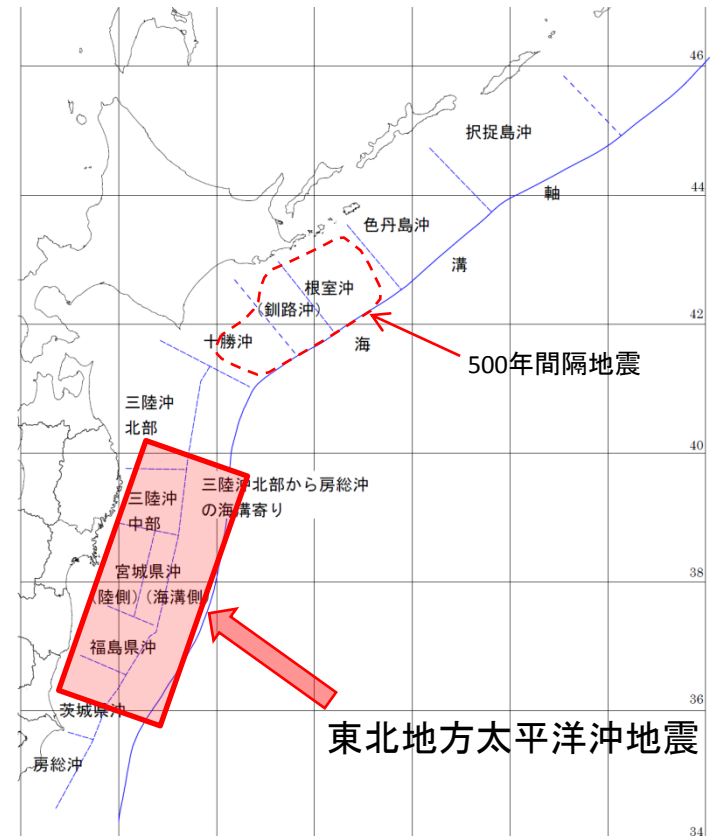 46
択捉島沖
44
軸
色丹島沖
溝
根室沖
(釧路沖)
42
十勝沖
海
500年間隔地震
三陸沖
北部
40
三陸沖北部から房総沖
の海溝寄り
三陸沖
中部
宮城県沖
38
(陸側)(海溝側)
福島県沖
36
茨城県沖
東北地方太平洋沖地震
房総沖
34